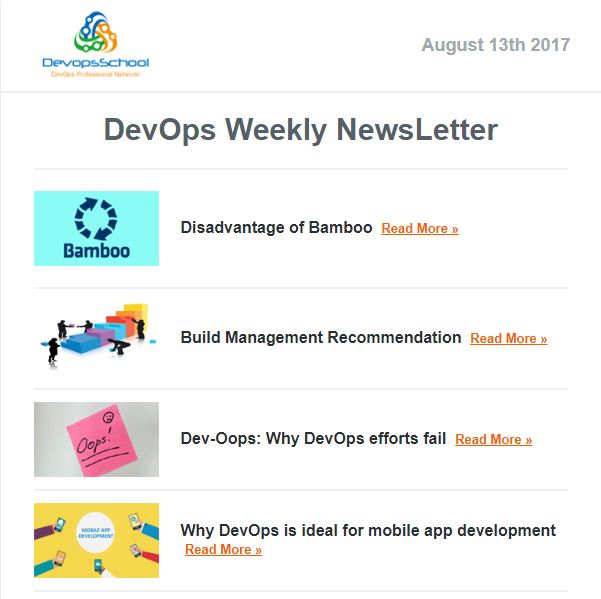 DevopsSchool
DevOps Professional Network!
August 13th 2017
DevOps Weekly NewsLetter
Bamboo
Disadvantage of Bamboo Read More »
Build Management Recommendation Read More »
Oops!
Dev-Oops: Why DevOps efforts fail Read More »
MOBILE APP
DEVELOPMENT
Why DevOps is ideal for mobile app development
Read More »